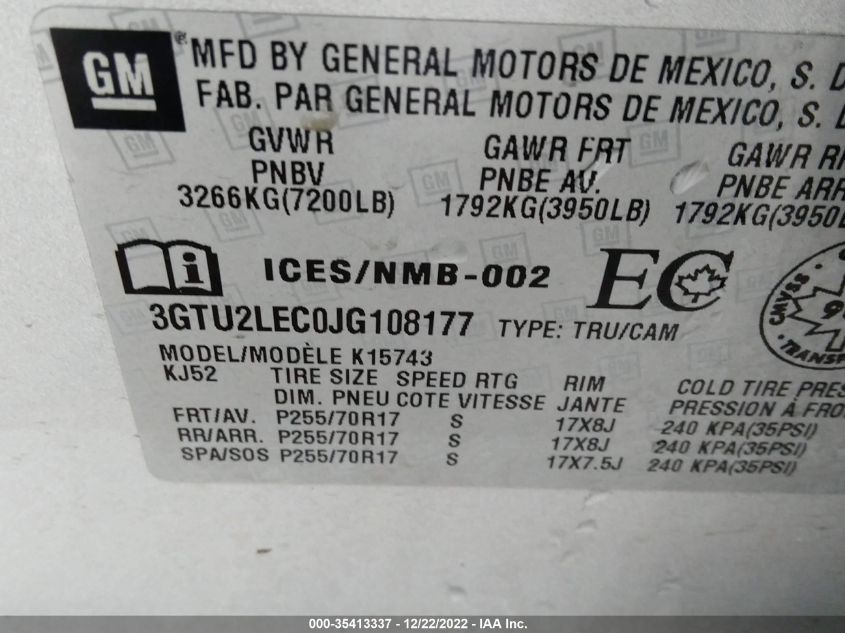 GM
®
MFD BY GENERAL MOTORS DE MEXICO, S. D
FAB. PAR GENERAL MOTORS DE MEXICO, S.
GVWR GAWR FRT GAWR
PNBV PNBE AV. PNBE ARR
3266KG(7200LB) 1792KG(3950LB) 1792KG(3950
i ICES/NMB-002 EC
3GTU2LEC0JG108177 TYPE: TRU/CAM
CMVSS
TRANSP
MODEL/MODÈLE K15743
KJ52 TIRE SIZE SPEED RTG RIM COLD TIRE PRES
DIM. PNEU COTE VITESSE JANTE PRESSION À FRO
FRT/AV. P255/70R17 S 17X8J 240 KPA(35PSI)
RR/ARR. P255/70R17 S 17X8J 240 KPA(35PSI)
SPA/SOS P255/70R17 S 17X7.5J 240 KPA(35PSI)
000-35413337 - 12/22/2022 - IAA Inc.